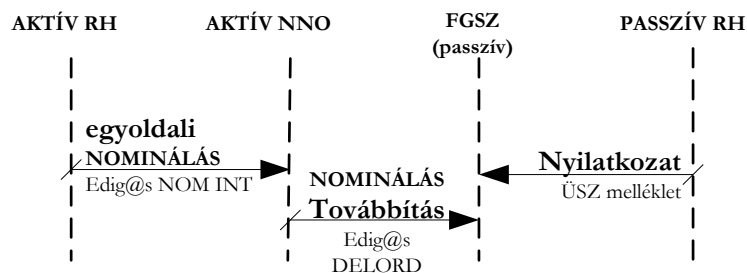 AKTÍV RH
AKTÍV NNO
FGSZ
(passzív)
PASSZÍV RH
egyoldali
NOMINÁLÁS
Edig@s NOM INT
NOMINÁLÁS
Továbbítás
Edig@s
DELORD
Nyilatkozat
ÜSZ melléklet